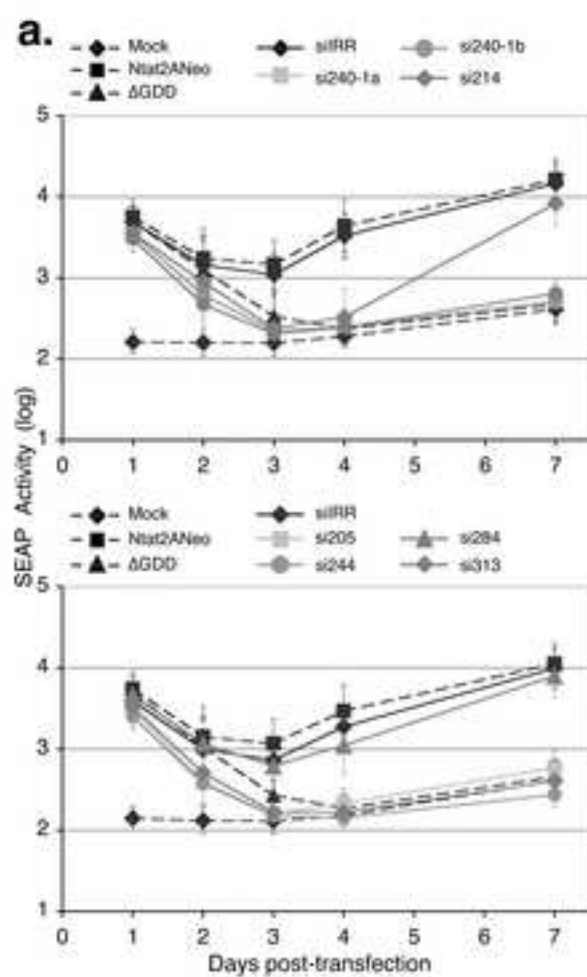 a.
Mock siIRR si240-1b
Ntat2ANeo si240-1a si214
ΔGDD
5
4
3
2
1
0 1 2 3 4 5 6 7
SEAP Activity (log)
Mock siIRR
Ntat2ANeo si205 si284
ΔGDD si244 si313
5
4
3
2
1
0 1 2 3 4 5 6 7
Days post-transfection